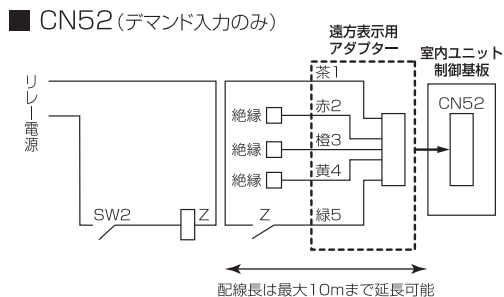 ■ CN52（デマンド入力のみ）
遠方表示用
アダプター
室内ユニット
制御基板
CN52
リレー電源
茶1
絶縁 赤2
絶縁 橙3
絶縁 黄4
SW2 Z Z 緑5
配線長は最大10mまで延長可能